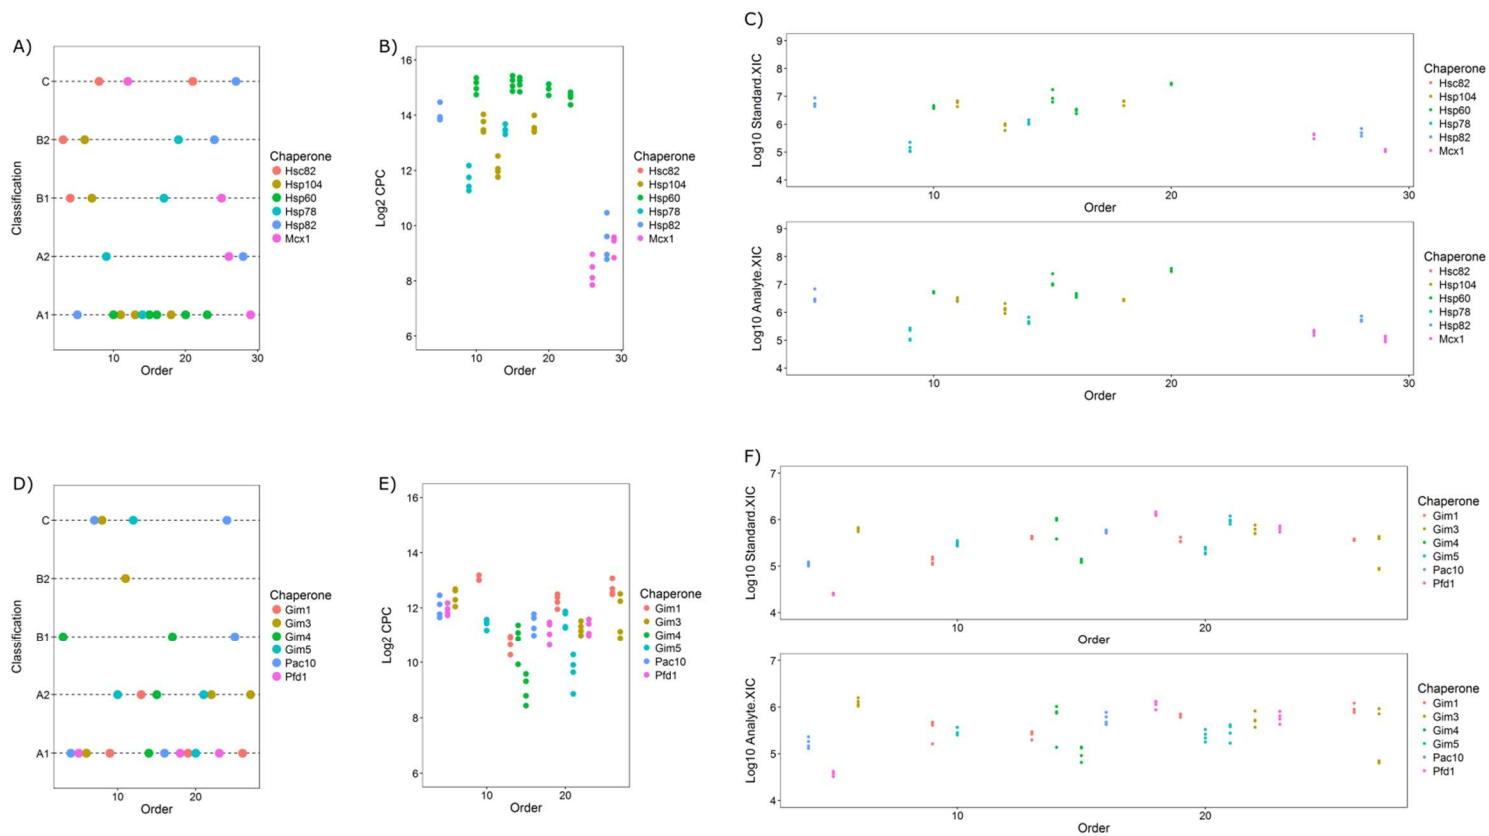 A)
Classification
C
B2
B1
A2
A1
10
20
30
Order
Chaperone
Hsc82
Hsp104
Hsp60
Hsp78
Hsp82
Mcx1
B)
Log2 CPC
16
14
12
10
8
6
10
20
30
Order
Chaperone
Hsc82
Hsp104
Hsp60
Hsp78
Hsp82
Mcx1
C)
Log10 Standard.XIC
9
8
7
6
5
4
10
20
30
Order
Chaperone
Hsc82
Hsp104
Hsp60
Hsp78
Hsp82
Mcx1
Log10 Analyte.XIC
9
8
7
6
5
4
10
20
30
Order
Chaperone
Hsc82
Hsp104
Hsp60
Hsp78
Hsp82
Mcx1
D)
Classification
C
B2
B1
A2
A1
10
20
Order
Chaperone
Gim1
Gim3
Gim4
Gim5
Pac10
Pfd1
E)
Log2 CPC
16
14
12
10
8
6
10
20
Order
Chaperone
Gim1
Gim3
Gim4
Gim5
Pac10
Pfd1
F)
Log10 Standard.XIC
7
6
5
4
10
20
Order
Chaperone
Gim1
Gim3
Gim4
Gim5
Pac10
Pfd1
Log10 Analyte.XIC
7
6
5
4
10
20
Order
Chaperone
Gim1
Gim3
Gim4
Gim5
Pac10
Pfd1